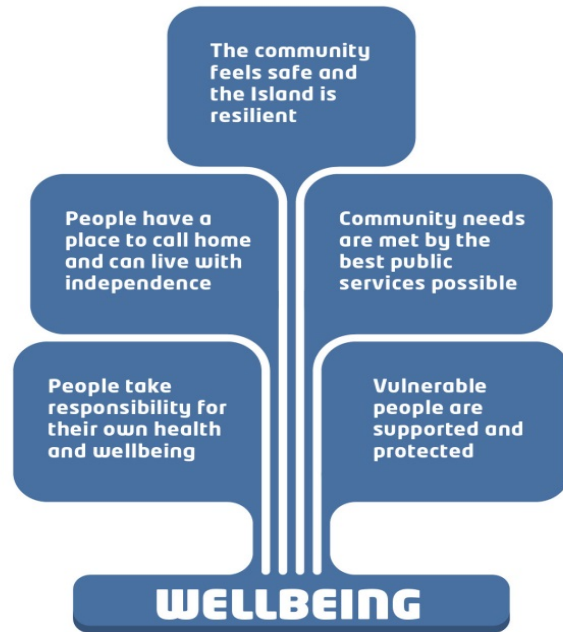 The community
feels safe and
the Island is
resilient
People have a
place to call home
and can live with
independence
Community needs
are met by the
best public
services possible
People take
responsibility for
their own health
and wellbeing
Vulnerable
people are
supported and
protected
WELLBEING